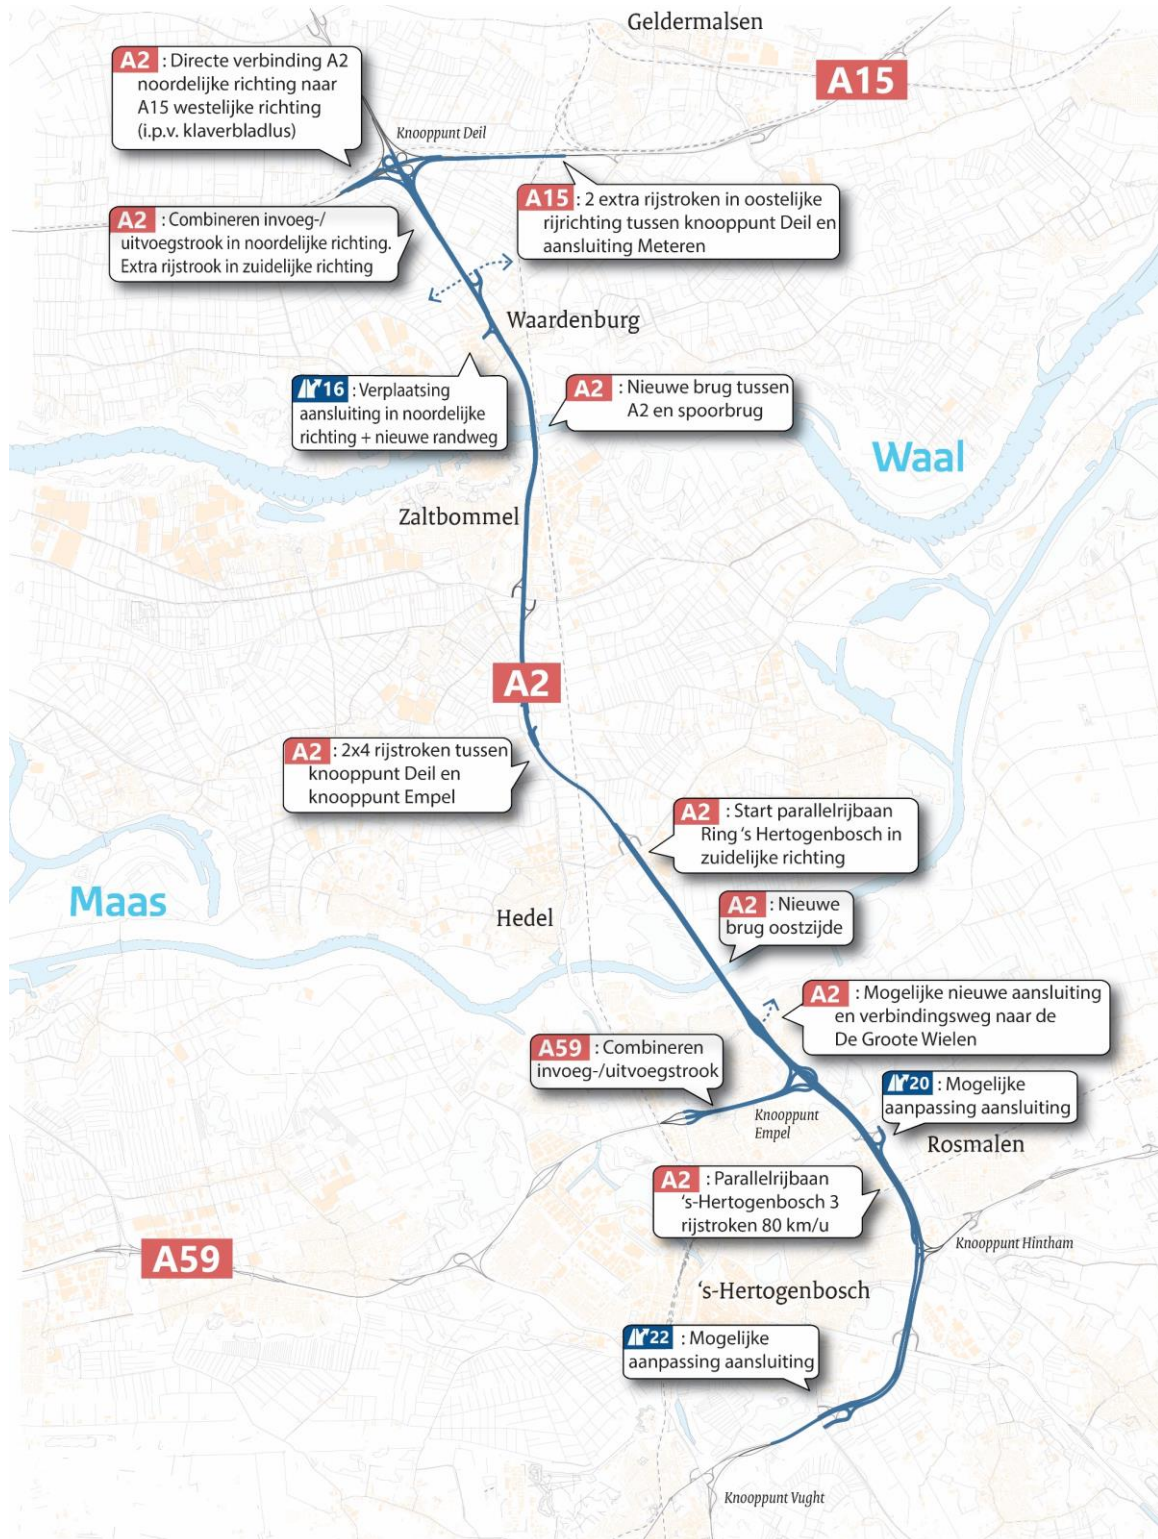 Geldermalsen
A2 : Directe verbinding A2
noordelijke richting naar
A15 westelijke richting
(i.p.v. klaverbladlus)
A15
Knooppunt Deil
A15 : 2 extra rijstroken in oostelijke
rijrichting tussen knooppunt Deil en
aansluiting Meteren
A2 : Combineren invoeg-/
uitvoegstrook in noordelijke richting.
Extra rijstrook in zuidelijke richting
Waardenburg
16 : Verplaatsing
aansluiting in noordelijke
richting + nieuwe randweg
A2 : Nieuwe brug tussen
A2 en spoorbrug
Waal
Zaltbommel
A2
A2 : 2x4 rijstroken tussen
knooppunt Deil en
knooppunt Empel
A2 : Start parallelrijbaan
Ring ‘s Hertogenbosch in
zuidelijke richting
Maas
Hedel
A2 : Nieuwe
brug oostzijde
A2 : Mogelijke nieuwe aansluiting
en verbindingsweg naar de
De Groote Wielen
A59 : Combineren
invoeg-/uitvoegstrook
20 : Mogelijke
aanpassing aansluiting
Knooppunt
Empel
Rosmalen
A2 : Parallelrijbaan
‘s-Hertogenbosch 3
rijstroken 80 km/u
Knooppunt Hintham
A59
‘s-Hertogenbosch
22 : Mogelijke
aanpassing aansluiting
Knooppunt Vught